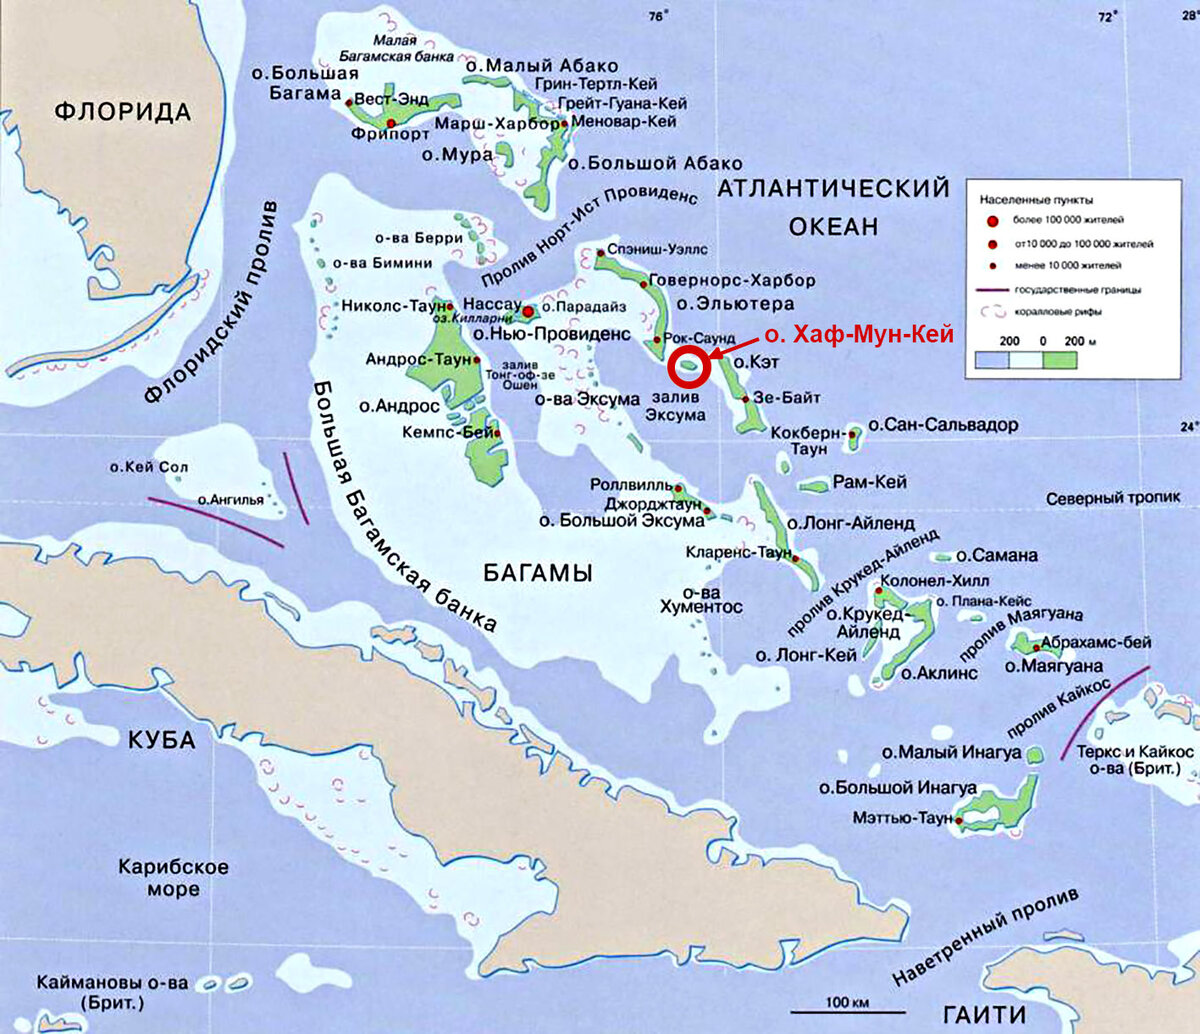 76°
72°
28°
Малая
Багамская банка
о.Большая
Багама
Вест-Энд
Фрипорт
о.Малый Абако
Грин-Тертл-Кей
Грейт-Гуана-Кей
Марш-Харбор
Меновар-Кей
о.Мура
о.Большой Абако
ФЛОРИДА
АТЛАНТИЧЕСКИЙ
ОКЕАН
Населенные пункты
более 100 000 жителей
от10 000 до 100 000 жителей
менее 10 000 жителей
государственные границы
коралловые рифы
200 0 200 м
Флоридский пролив
Пролив Норт-Ист Провиденс
о-ва Берри
о-ва Бимини
Спэниш-Уэллс
Говернорс-Харбор
о.Эльютера
Николс-Таун
оз.Килларни
Нассау
о.Парадайз
о.Нью-Провиденс
Рок-Саунд
о. Хаф-Мун-Кей
Андрос-Таун
залив
Тонг-оф-зе
Ошен
о.Кэт
о.Андрос
о-ва Эксума
залив
Эксума
Зе-Байт
Кемпс-Бей
Кокберн-
Таун
о.Сан-Сальвадор
24°
о.Кей Сол
о.Ангилья
Большая Багамская банка
Роллвилль
Джорджтаун
о. Большой Эксума
Рам-Кей
Северный тропик
о.Лонг-Айленд
Кларенс-Таун
БАГАМЫ
о-ва
Хументос
пролив Крукед-Айленд
о.Самана
Колонел-Хилл
о. Плана-Кейс
о.Крукед-
Айленд
пролив Маягуана
Абрахамс-бей
о. Лонг-Кей
о.Аклинс
о.Маягуана
пролив Кайкос
КУБА
о.Малый Инагуа
Теркс и Кайкос
о-ва (Брит.)
о.Большой Инагуа
Мэттью-Таун
Карибское
море
Наветренный пролив
Каймановы о-ва
(Брит.)
100 км
ГАИТИ